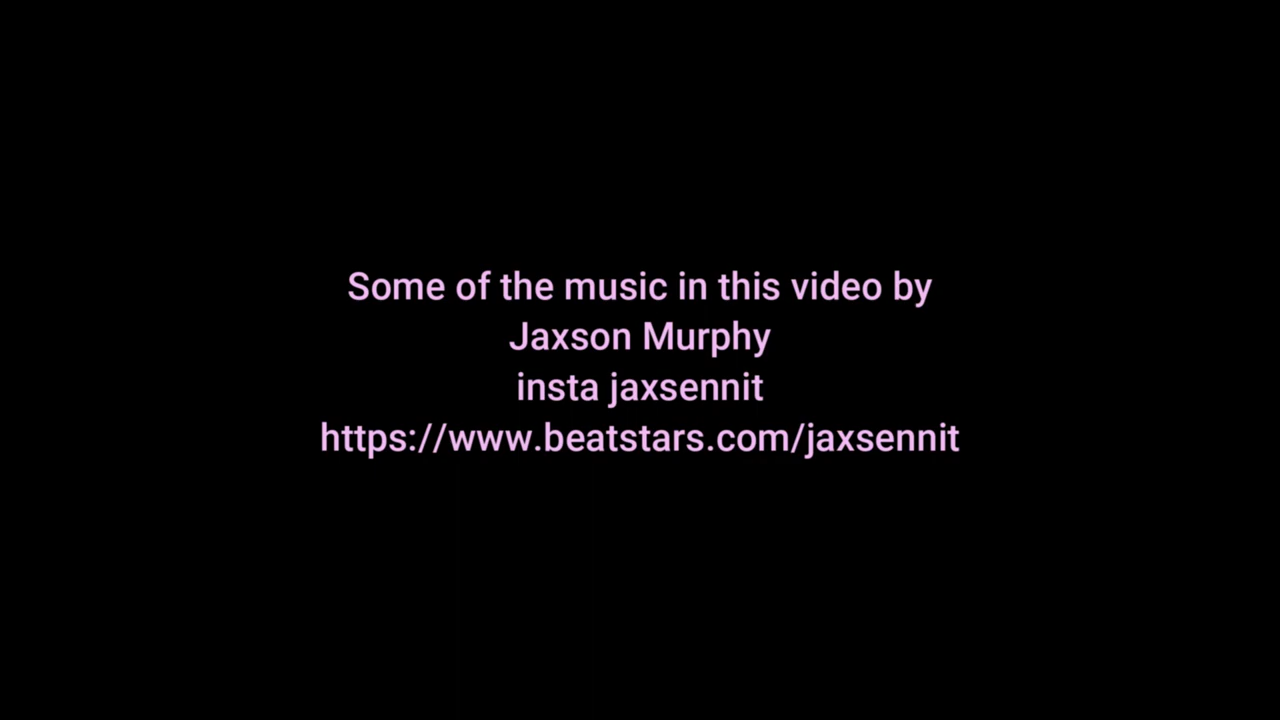 Some of the music in this video by
Jaxson Murphy
insta jaxsennit
https://www.beatstars.com/jaxsennit